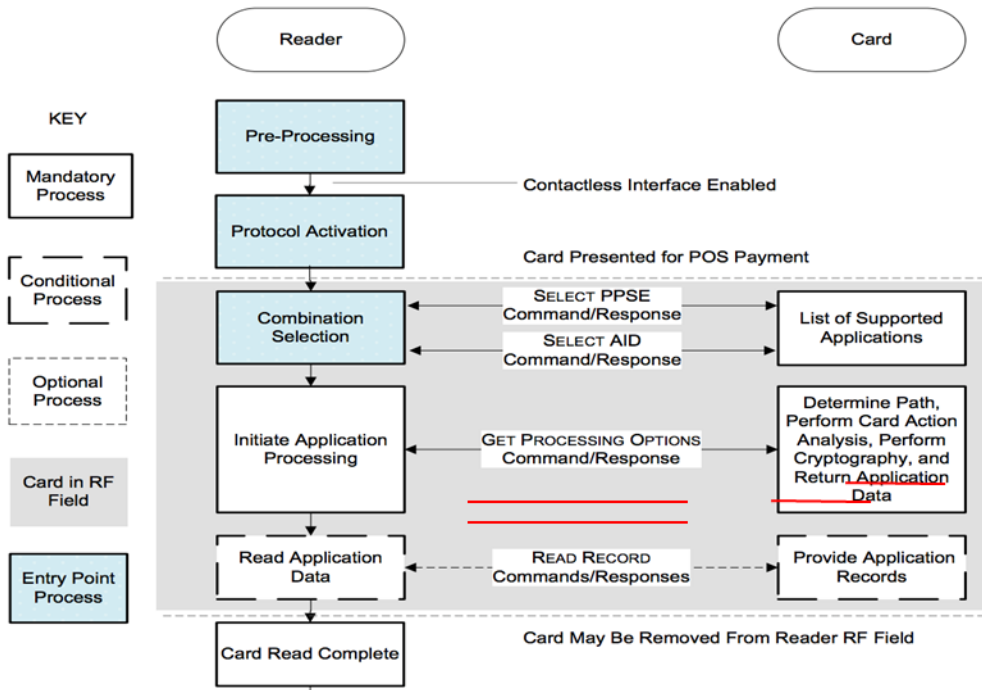 Reader
Card
KEY
Mandatory
Process
Conditional
Process
Optional
Process
Card in RF
Field
Entry Point
Process
Pre-Processing
Contactless Interface Enabled
Protocol Activation
Card Presented for POS Payment
Combination
Selection
SELECT PPSE
Command/Response
SELECT AID
Command/Response
List of Supported
Applications
Initiate Application
Processing
GET PROCESSING OPTIONS
Command/Response
Determine Path,
Perform Card Action
Analysis, Perform
Cryptography, and
Return Application
Data
Read Application
Data
READ RECORD
Commands/Responses
Provide Application
Records
Card May Be Removed From Reader RF Field
Card Read Complete